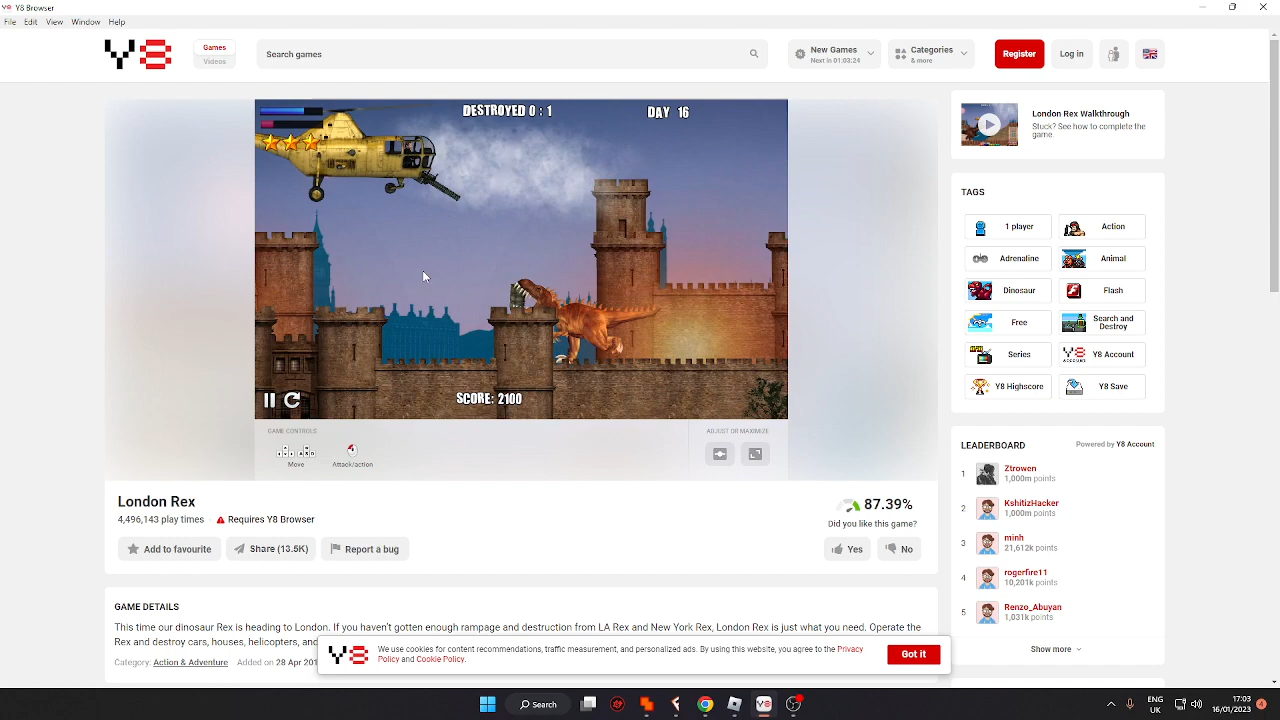 Y8 Browser
File Edit View Window Help
Y8
Games
Videos
Search games
New Games
Next in 01:03:24
Categories
& more
Register
Log in
DESTROYED 0 : 1
DAY 16
SCORE: 2100
GAME CONTROLS
Move
Attack/action
ADJUST OR MAXIMIZE
London Rex
4,496,143 play times
Requires Y8 Browser
87.39%
Did you like this game?
Add to favourite
Share (13.5K)
Report a bug
Yes
No
GAME DETAILS
This time our dinosaur Rex is heading to London. If you haven't gotten enough rampage and destruction from LA Rex and New York Rex, London Rex is just what you need. Operate the
Rex and destroy cars, houses, helicopters, and
Category: Action & Adventure Added on 28 Apr 201
Y8
We use cookies for content recommendations, traffic measurement, and personalized ads. By using this website, you agree to the Privacy
Policy and Cookie Policy.
Got it
London Rex Walkthrough
Stuck? See how to complete the
game.
TAGS
1 player
Action
Adrenaline
Animal
Dinosaur
Flash
Free
Search and
Destroy
Series
Y8 Account
Y8 Highscore
Y8 Save
LEADERBOARD
Powered by Y8 Account
1 Ztrowen
1,000m points
2 KshitizHacker
1,000m points
3 minh
21,612k points
4 rogerfire11
10,201k points
5 Renzo_Abuyan
1,031k points
Show more
Search
ENG
UK
17:03
16/01/2023
4